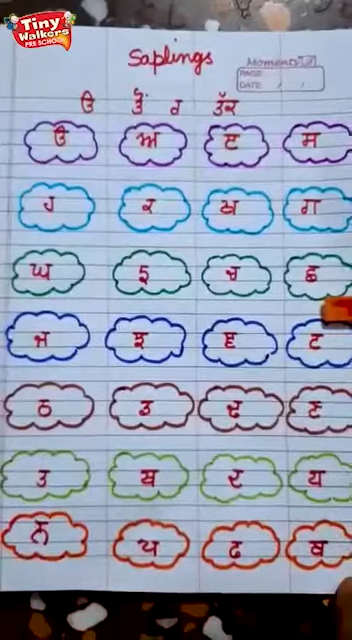 Tiny
Walkers
PRE SCHOOL
Saplings
Moments
PAGE:
DATE: / /
ੳ ਤੋਂ ਹ ਤੱਕ
ੳ ਅ ੲ ਸ
ਹ ਕ ਖ ਗ
ਘ ਙ ਚ ਛ
ਜ ਝ ਞ ਟ
ਠ ਡ ਢ ਣ
ਤ ਥ ਦ ਧ
ਨ ਪ ਫ ਬ